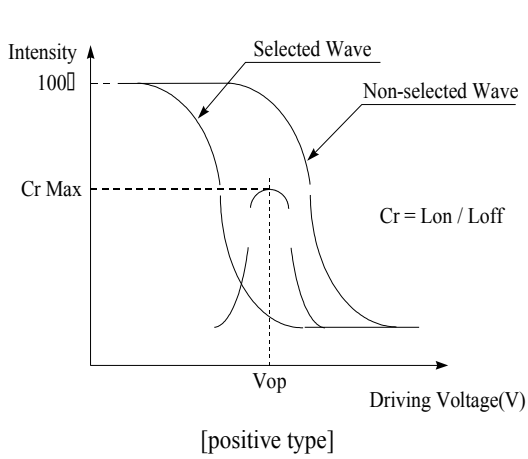 Selected Wave
Intensity
100▯
Non-selected Wave
Cr Max
Cr = Lon / Loff
Vop
Driving Voltage(V)
[positive type]